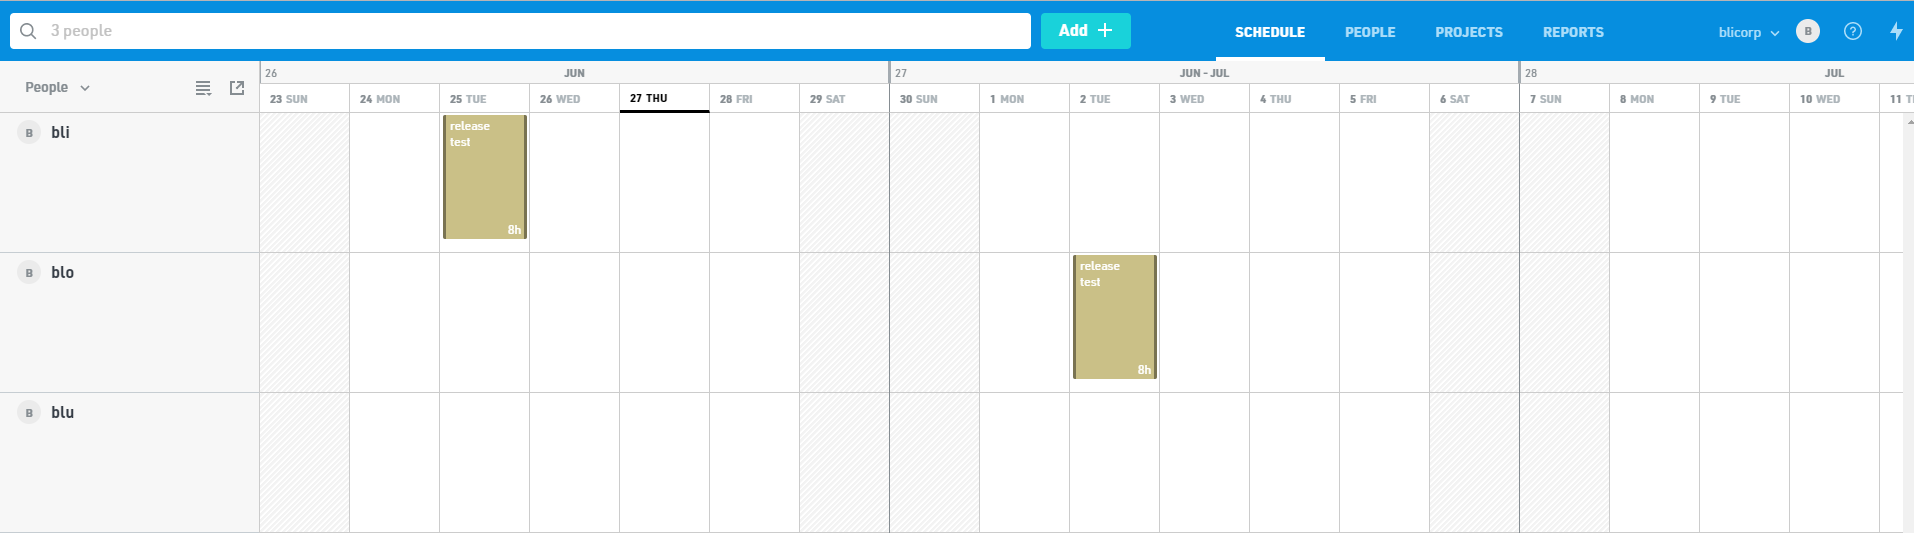 3 people
Add
SCHEDULE PEOPLE PROJECTS REPORTS
blicorp B ?
People
26 JUN 27 JUN - JUL 28 JUL
23 SUN 24 MON 25 TUE 26 WED 27 THU 28 FRI 29 SAT 30 SUN 1 MON 2 TUE 3 WED 4 THU 5 FRI 6 SAT 7 SUN 8 MON 9 TUE 10 WED 11
B bli
release
test
8h
B blo
release
test
8h
B blu